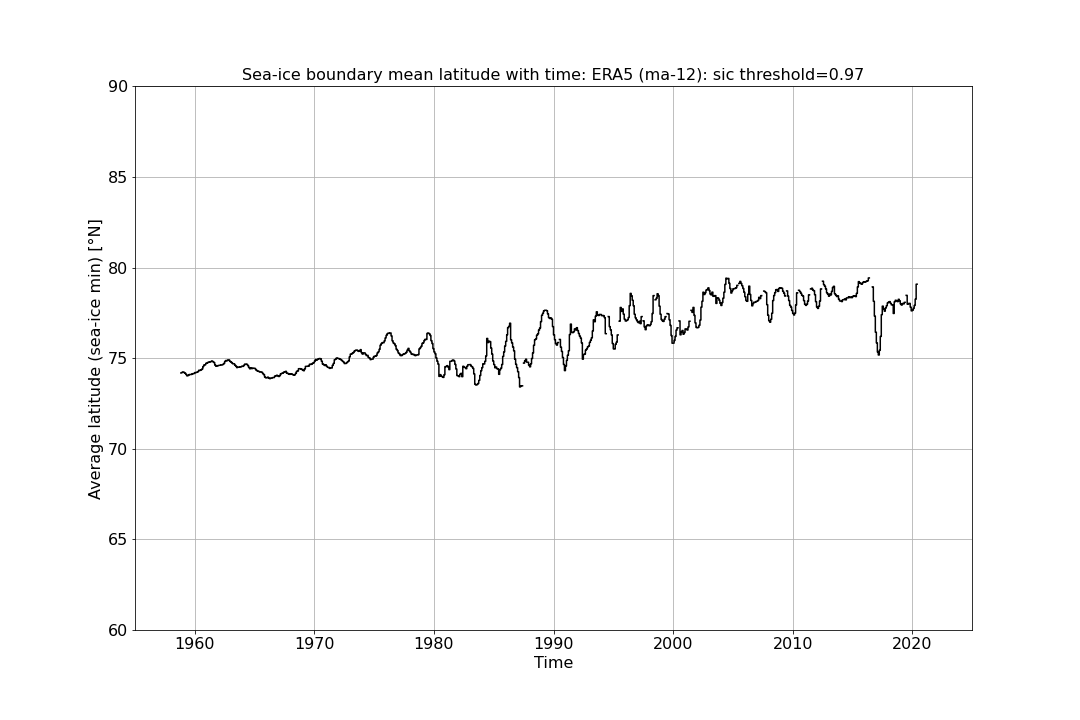 Sea-ice boundary mean latitude with time: ERA5 (ma-12): sic threshold=0.97
90
85
80
75
70
65
60
Average latitude (sea-ice min) [°N]
1960 1970 1980 1990 2000 2010 2020
Time